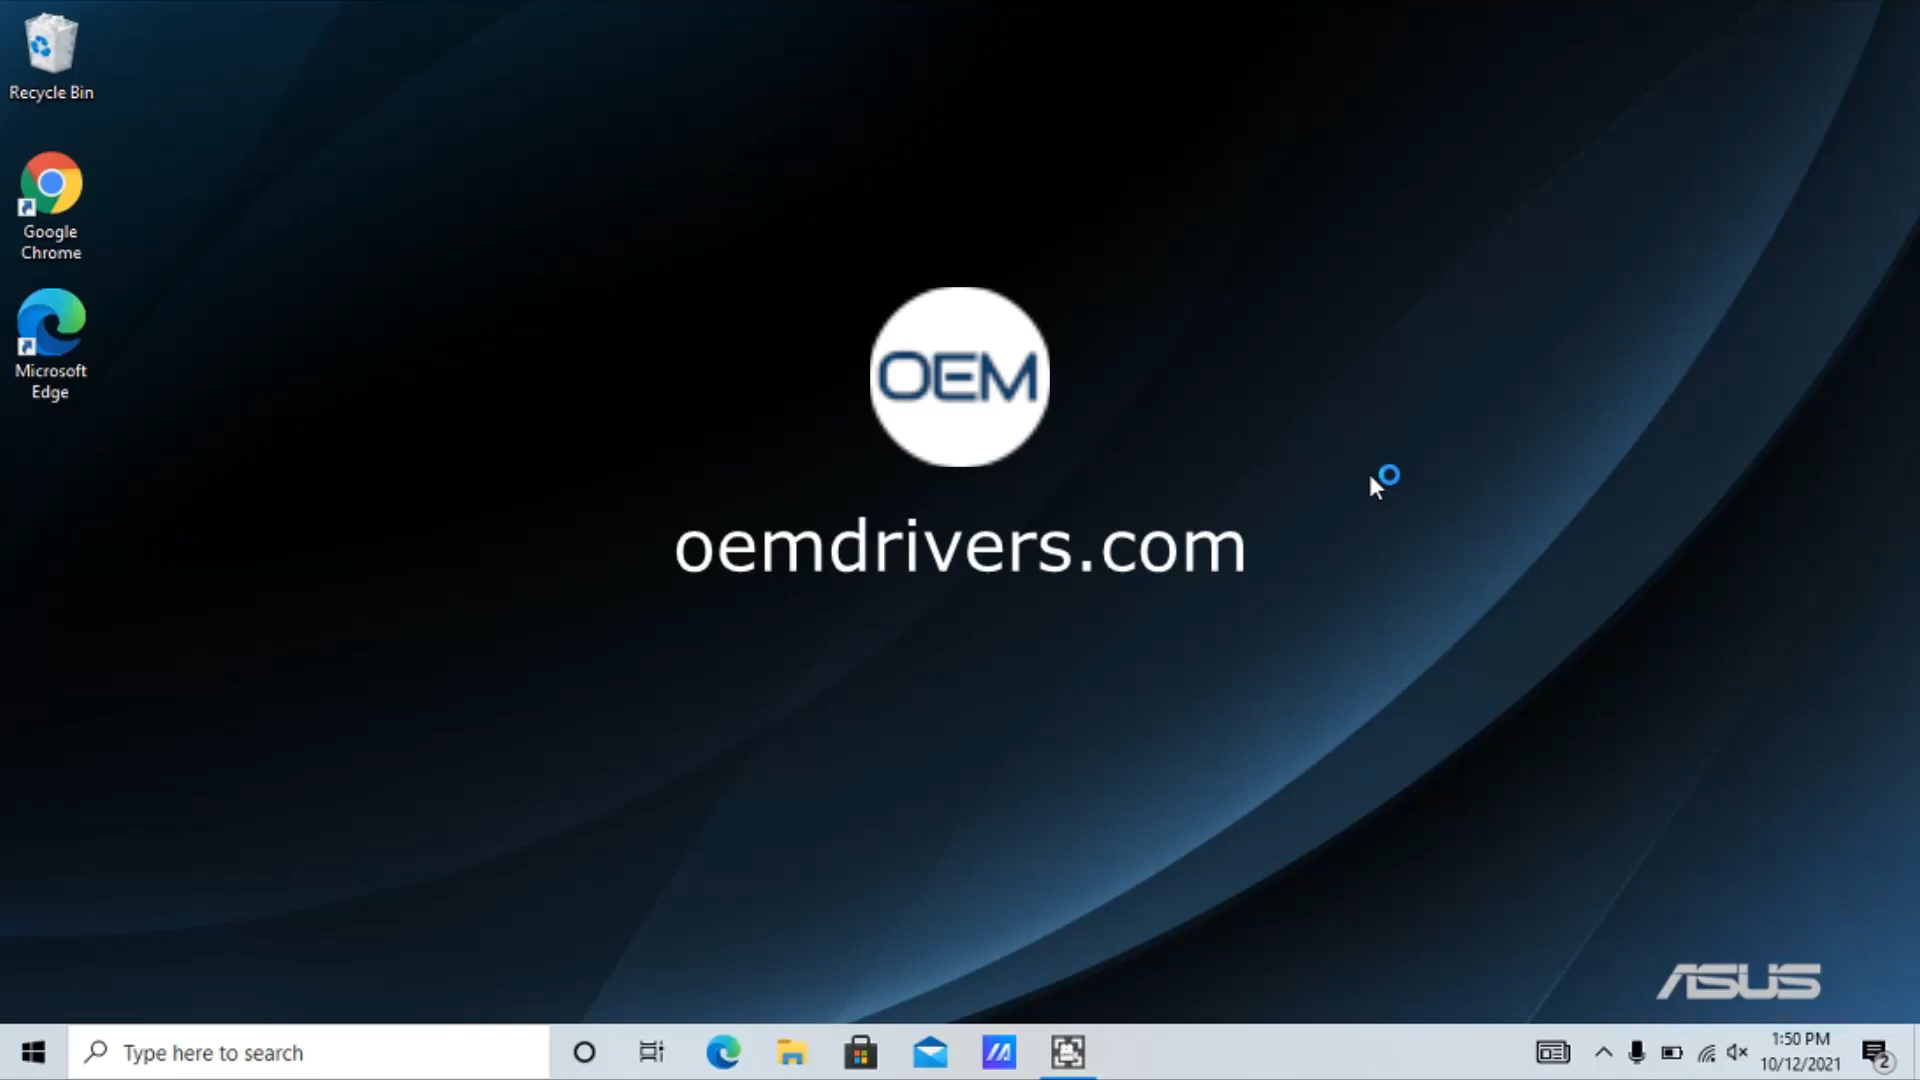 Recycle Bin
Google
Chrome
Microsoft
Edge
OEM
oemdrivers.com
ASUS
Type here to search
1:50 PM
10/12/2021
2